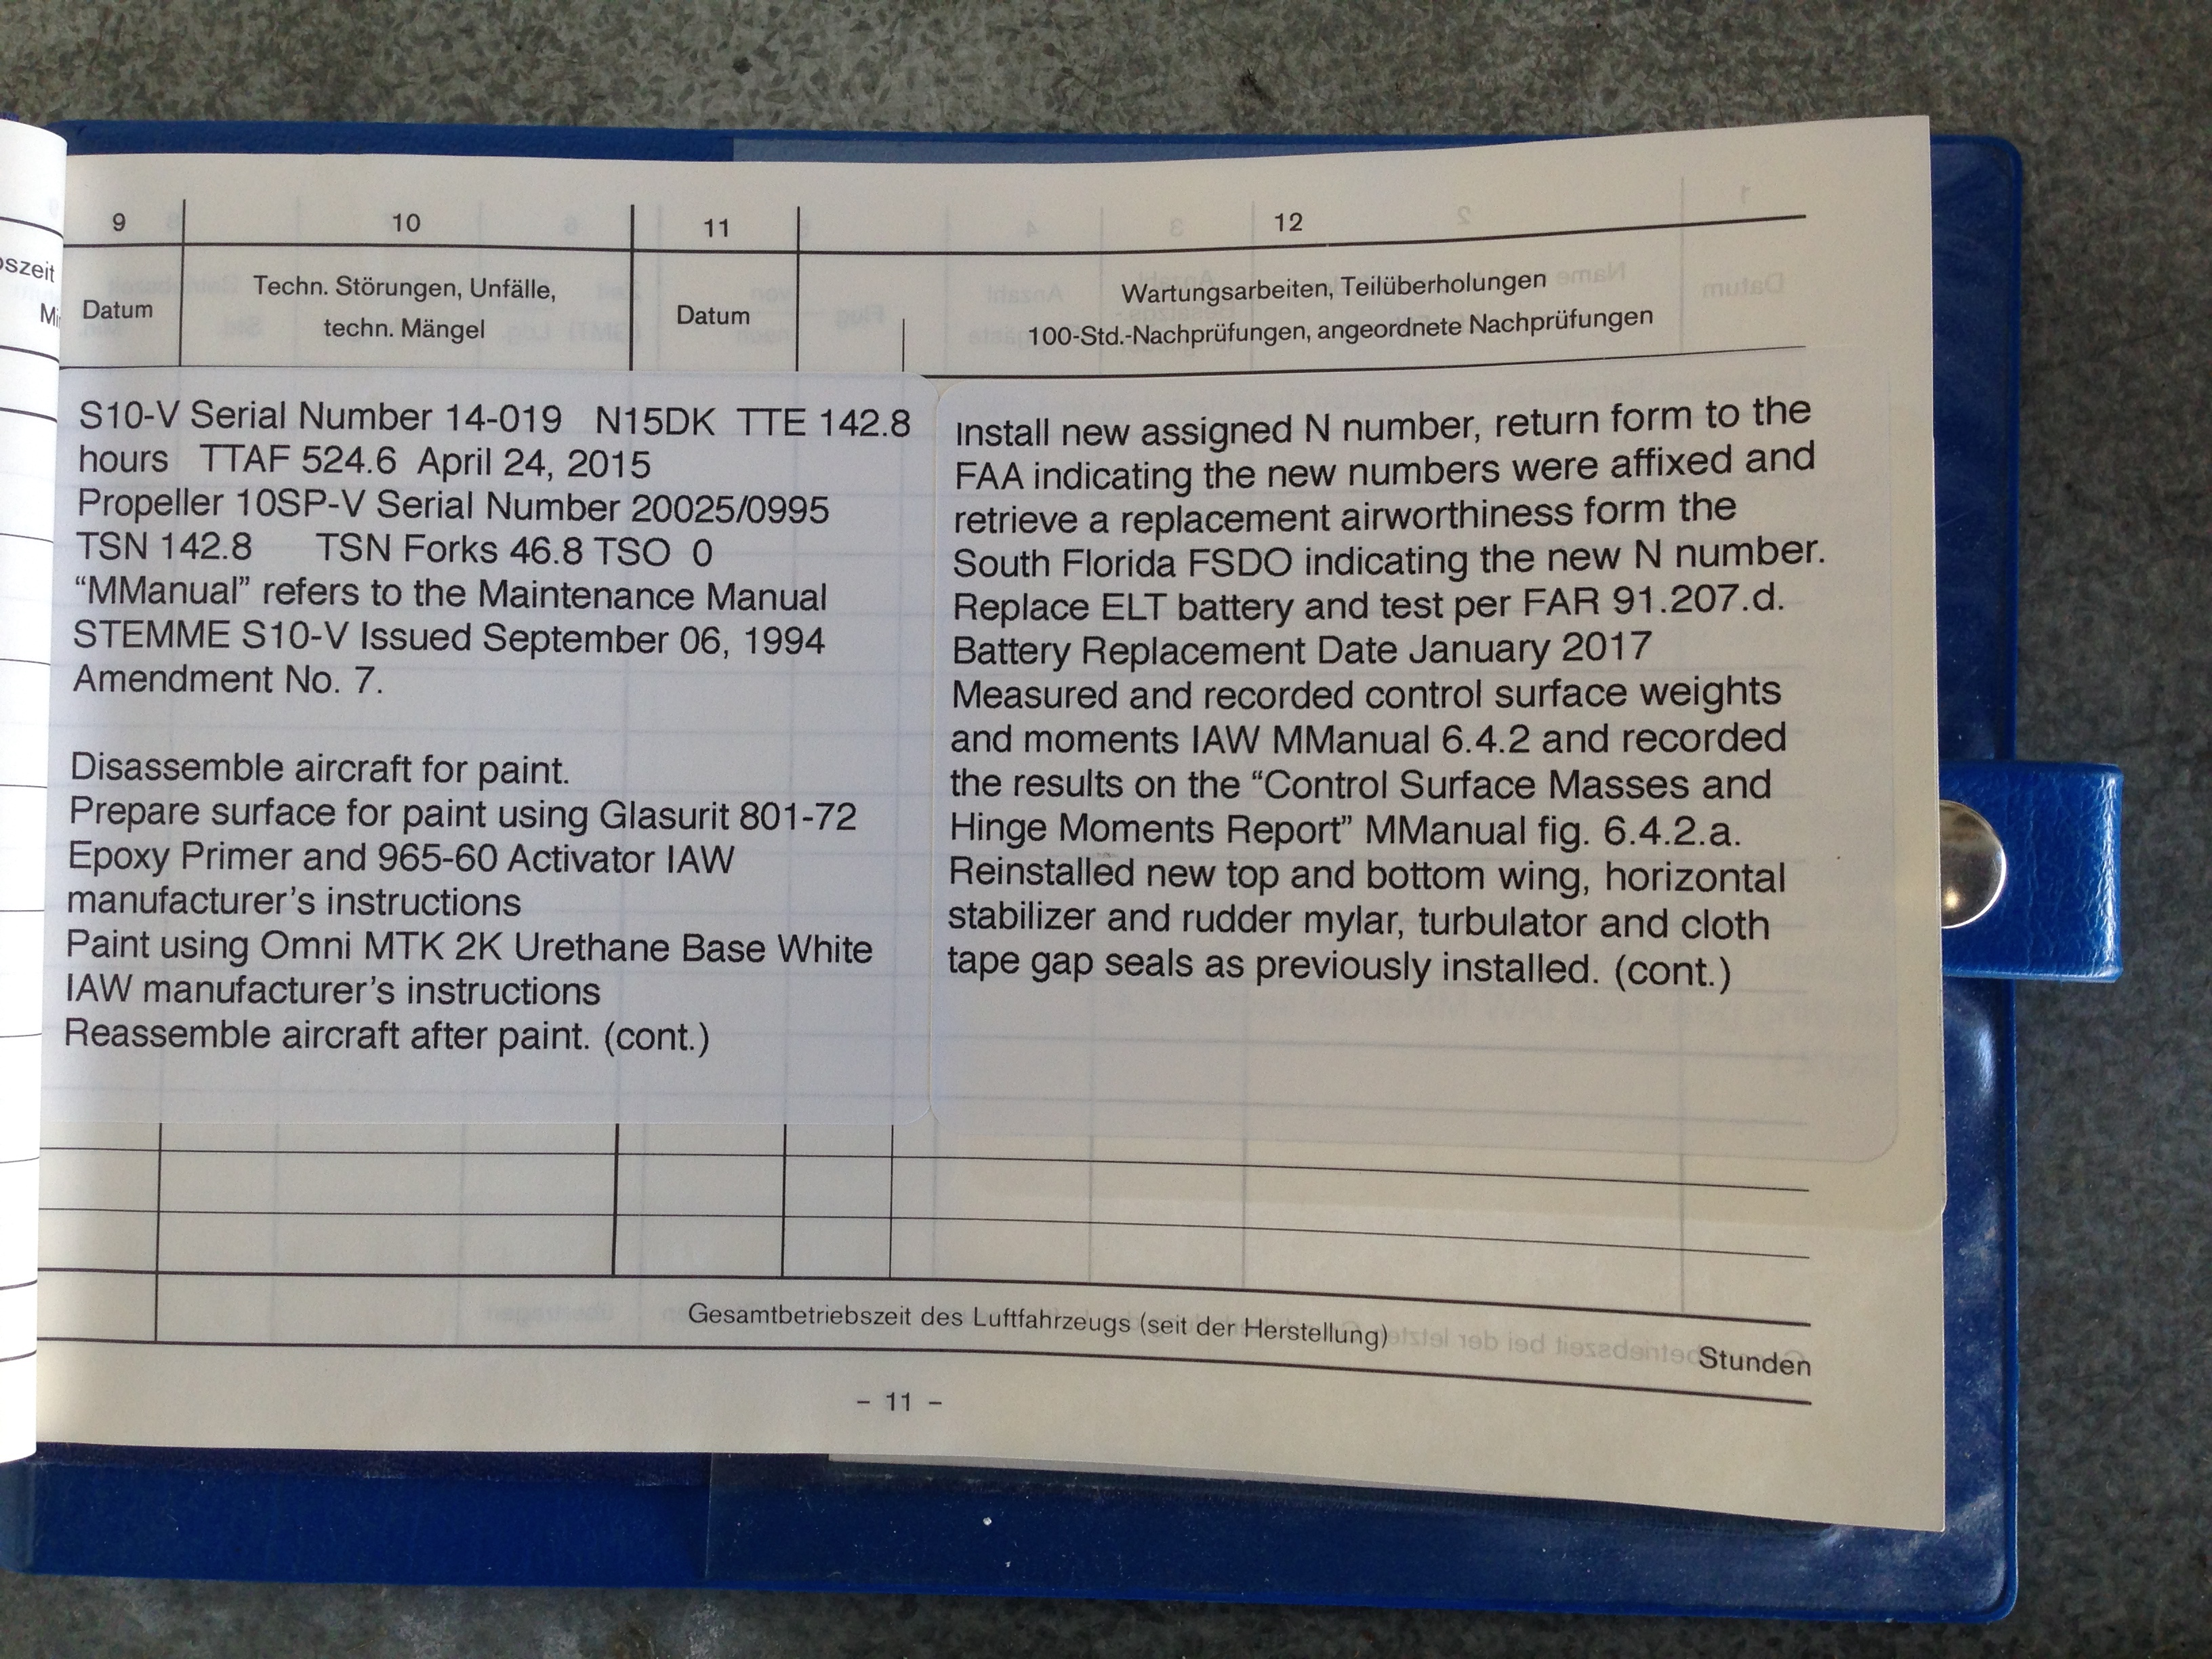 9
10
11
12
Datum
Techn. Störungen, Unfälle,
techn. Mängel
Datum
Wartungsarbeiten, Teilüberholungen
100-Std.-Nachprüfungen, angeordnete Nachprüfungen
S10-V Serial Number 14-019 N15DK TTE 142.8
hours TTAF 524.6 April 24, 2015
Propeller 10SP-V Serial Number 20025/0995
TSN 142.8 TSN Forks 46.8 TSO 0
“MManual” refers to the Maintenance Manual
STEMME S10-V Issued September 06, 1994
Amendment No. 7.
Disassemble aircraft for paint.
Prepare surface for paint using Glasurit 801-72
Epoxy Primer and 965-60 Activator IAW
manufacturer’s instructions
Paint using Omni MTK 2K Urethane Base White
IAW manufacturer’s instructions
Reassemble aircraft after paint. (cont.)
Install new assigned N number, return form to the
FAA indicating the new numbers were affixed and
retrieve a replacement airworthiness form the
South Florida FSDO indicating the new N number.
Replace ELT battery and test per FAR 91.207.d.
Battery Replacement Date January 2017
Measured and recorded control surface weights
and moments IAW MManual 6.4.2 and recorded
the results on the “Control Surface Masses and
Hinge Moments Report” MManual fig. 6.4.2.a.
Reinstalled new top and bottom wing, horizontal
stabilizer and rudder mylar, turbulator and cloth
tape gap seals as previously installed. (cont.)
Gesamtbetriebszeit des Luftfahrzeugs (seit der Herstellung)
Stunden
- 11 -